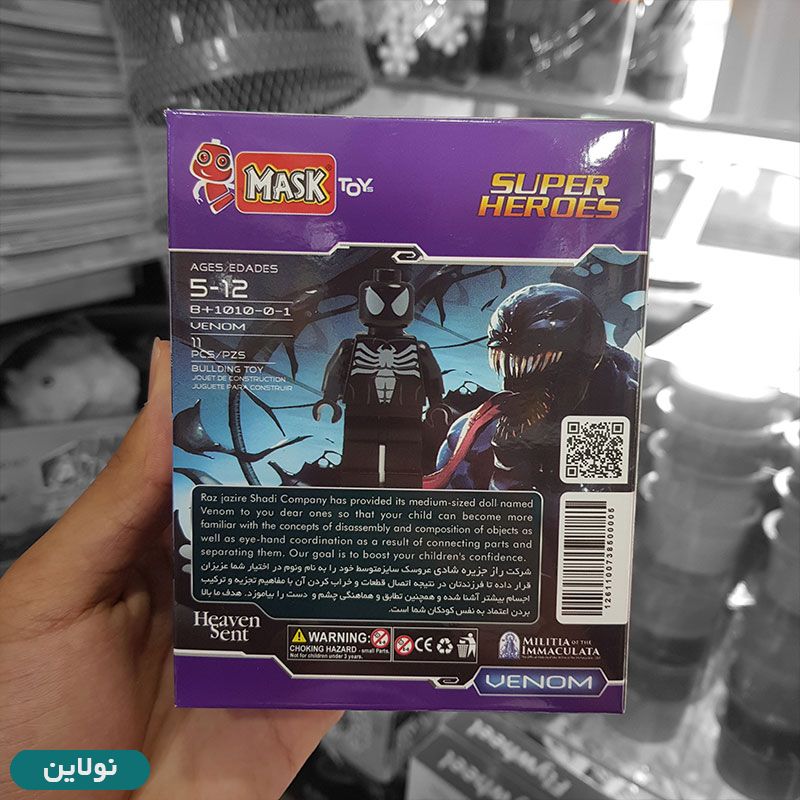 MASK TOYS
SUPER
HEROES
AGES/EDADES
5-12
B+1010-0-1
VENOM
11
PCS/PZS
BULLDING TOY
JOUET DE CONSTRUCTION
JUGUETE PARA CONSTRUIR
Raz jazire Shadi Company has provided its medium-sized doll named
Venom to you dear ones so that your child can become more
familiar with the concepts of disassembly and composition of objects as
well as eye-hand coordination as a result of connecting parts and
separating them. Our goal is to boost your children's confidence.
شرکت راز جزیره شادی عروسک سایزمتوسط خود را به نام ونوم در اختیار شما عزیزان
قرار داده تا فرزندتان در نتیجه اتصال قطعات و خراب کردن آن با مفاهیم تجزیه و ترکیب
اجسام بیشتر آشنا شده و همچنین تطابق و هماهنگی چشم و دست را بیاموزد. هدف ما بالا
بردن اعتماد به نفس کودکان شما است.
1261100738500005
Heaven
Sent
WARNING:
CHOKING HAZARD - small Parts.
Not for children under 3 years.
CE
MILITIA OF THE
IMMACULATA
VENOM
Flywheel
نولاین